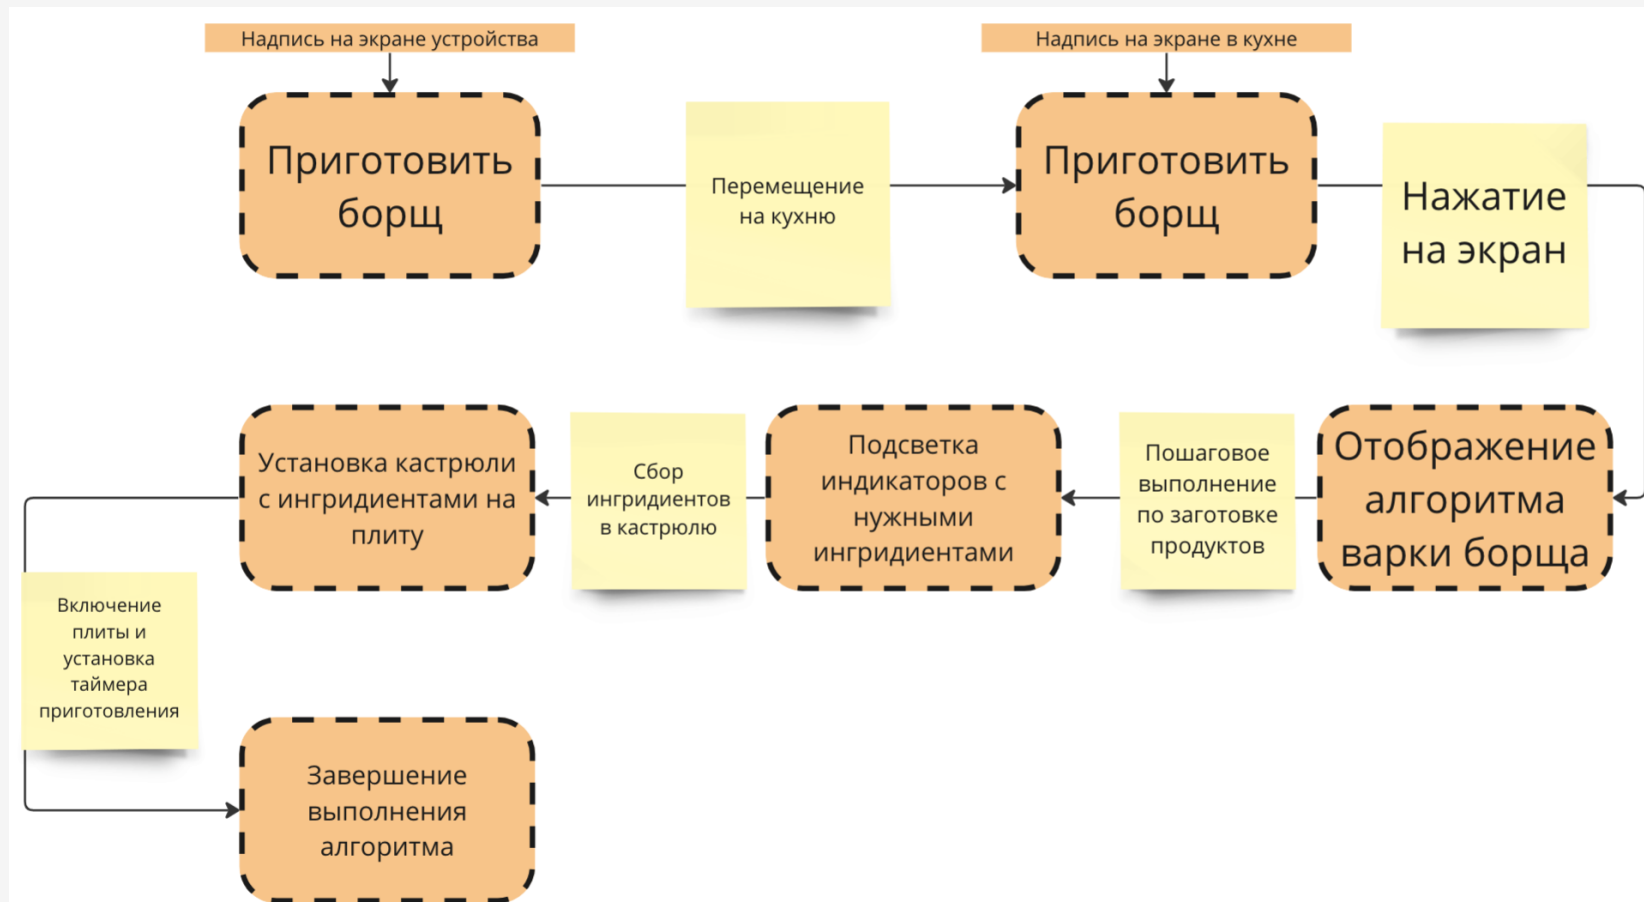 Надпись на экране устройства
Надпись на экране в кухне
Приготовить
борщ
Перемещение
на кухню
Приготовить
борщ
Нажатие
на экран
Отображение
алгоритма
варки борща
Пошаговое
выполнение
по заготовке
продуктов
Подсветка
индикаторов с
нужными
ингридиентами
Сбор
ингридиентов
в кастрюлю
Установка кастрюли
с ингридиентами на
плиту
Включение
плиты и
установка
таймера
приготовления
Завершение
выполнения
алгоритма